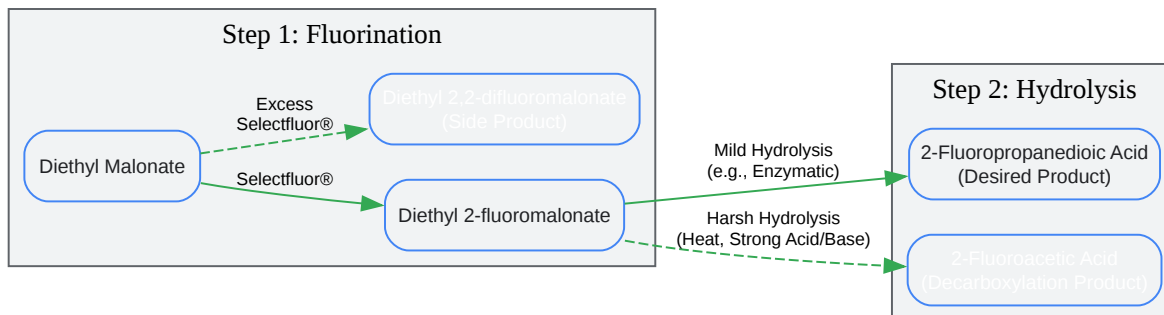 Step 1: Fluorination
Diethyl 2,2-difluoromalonate
(Side Product)
Excess
Selectfluor®
Diethyl Malonate
Selectfluor®
Diethyl 2-fluoromalonate
Mild Hydrolysis
(e.g., Enzymatic)
Harsh Hydrolysis
(Heat, Strong Acid/Base)
Step 2: Hydrolysis
2-Fluoropropanedioic Acid
(Desired Product)
2-Fluoroacetic Acid
(Decarboxylation Product)